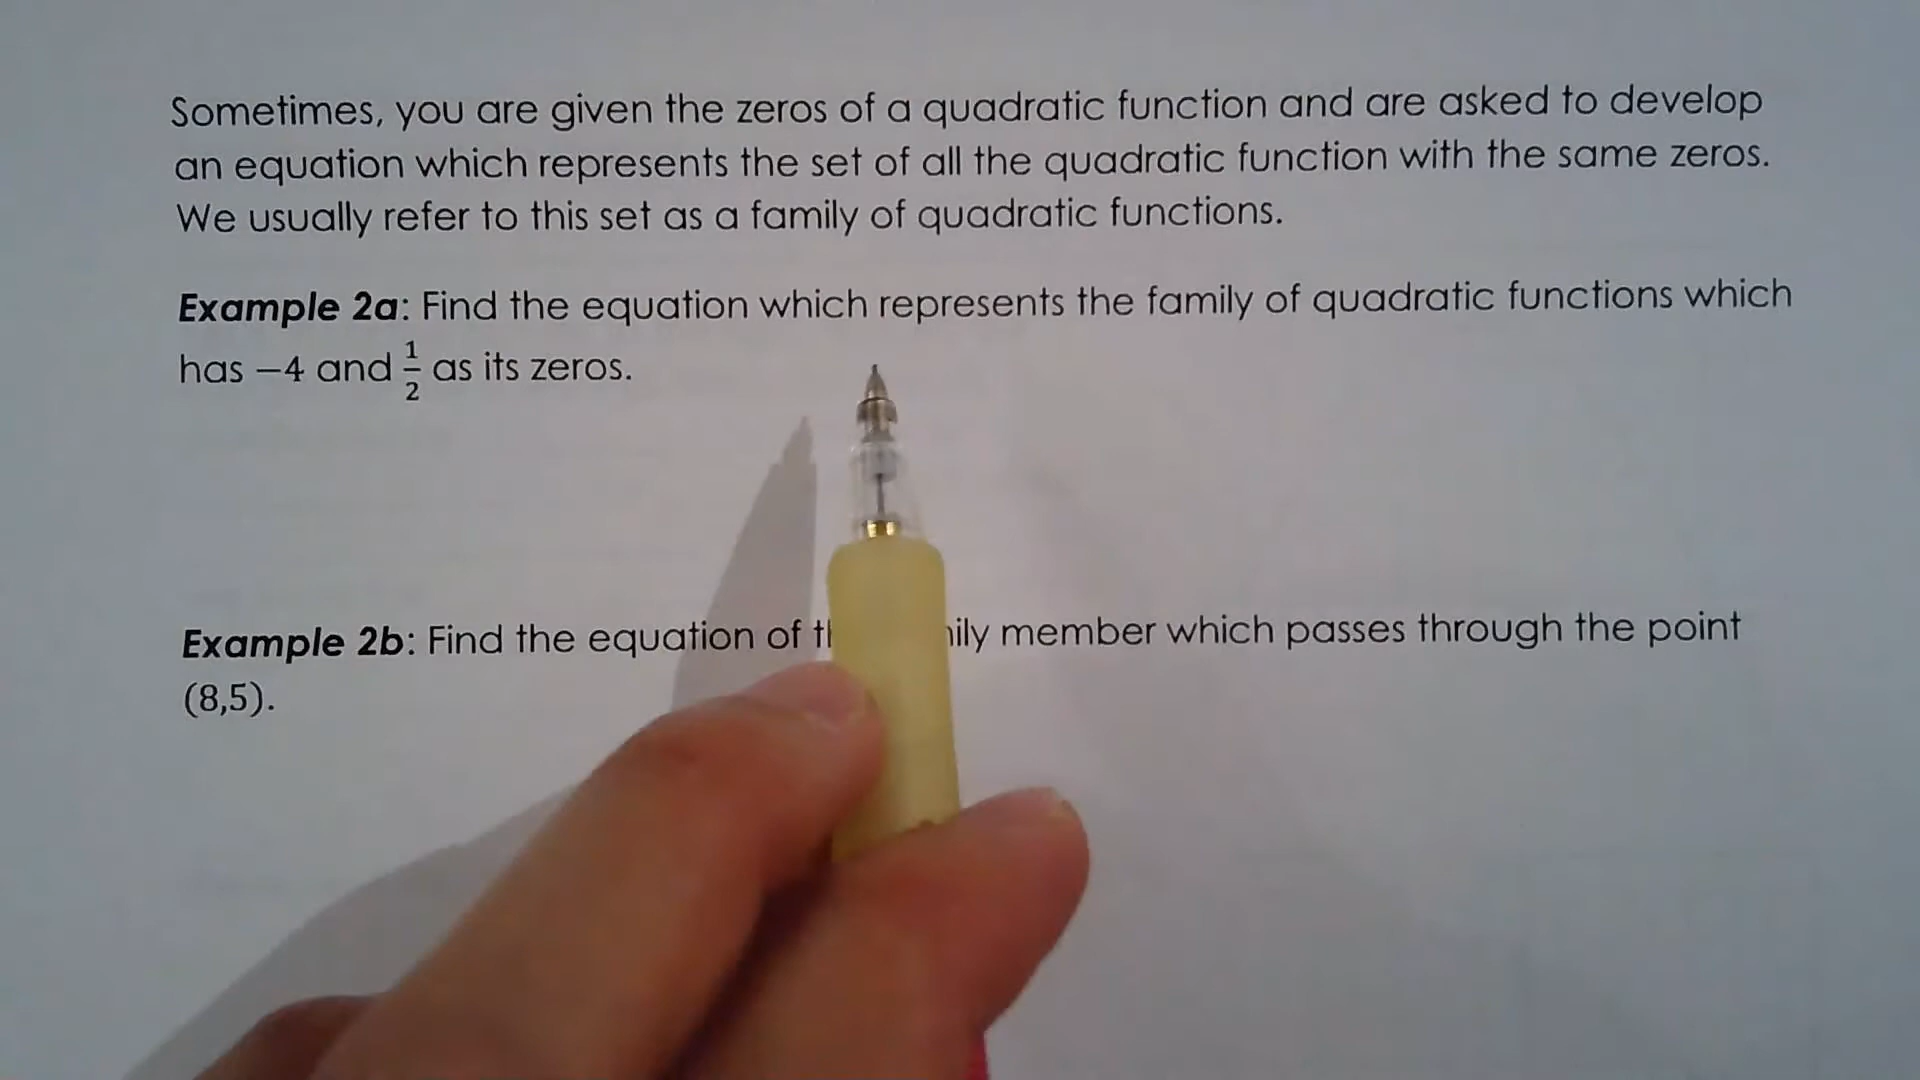 Sometimes, you are given the zeros of a quadratic function and are asked to develop
an equation which represents the set of all the quadratic function with the same zeros.
We usually refer to this set as a family of quadratic functions.
Example 2a: Find the equation which represents the family of quadratic functions which
has −4 and 1/2 as its zeros.
Example 2b: Find the equation of member which passes through the point
(8,5).